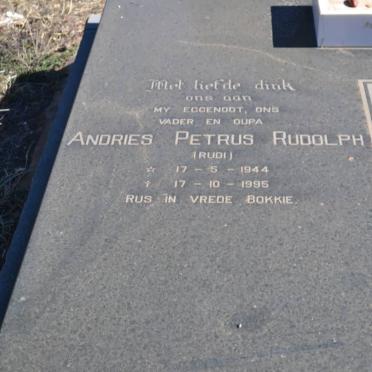 Met liefde dink
ons aan
MY EGGENOOT, ONS
VADER EN OUPA
ANDRIES PETRUS RUDOLPH
(RUDI)
☆ 17 - 5 - 1944
✝ 17 - 10 - 1995
RUS IN VREDE BOKKIE.